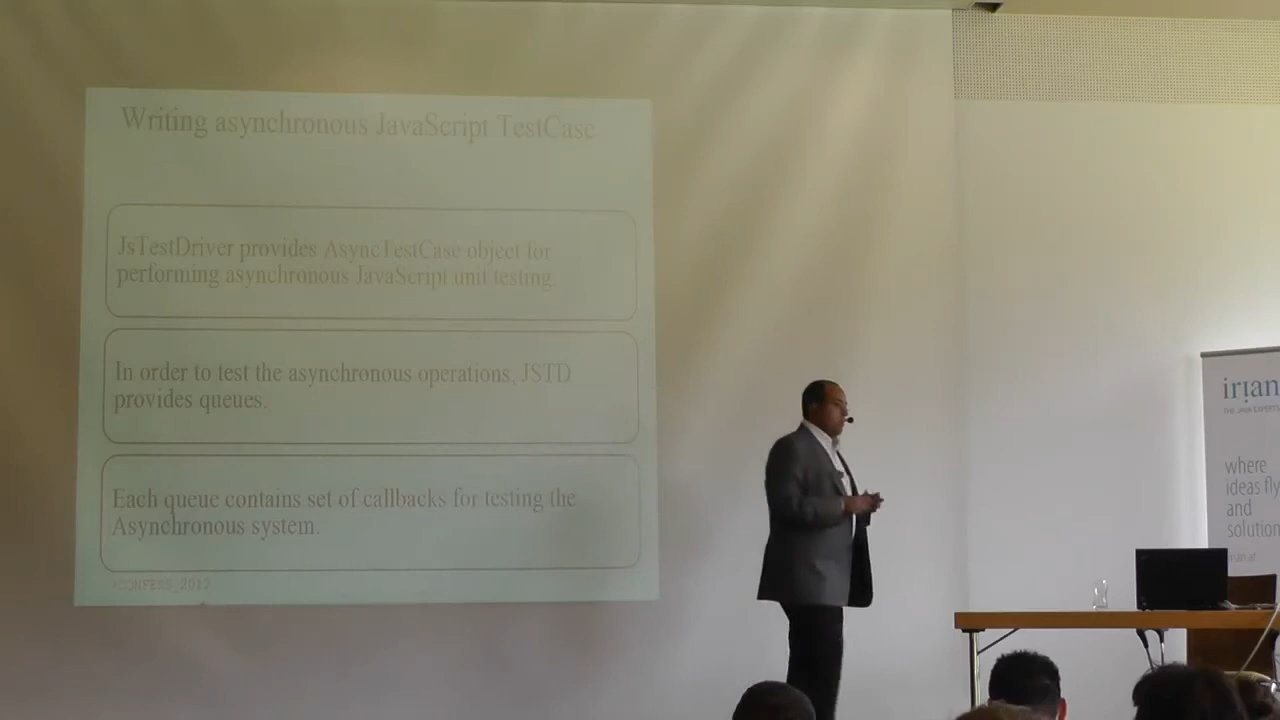 Writing asynchronous JavaScript TestCase
JsTestDriver provides AsyncTestCase object for
performing asynchronous JavaScript unit testing.
In order to test the asynchronous operations, JSTD
provides queues.
Each queue contains set of callbacks for testing the
Asynchronous system.
CONFESS, 2012
irian
THE JAVA EXPERTS
where
ideas fly
and
solution